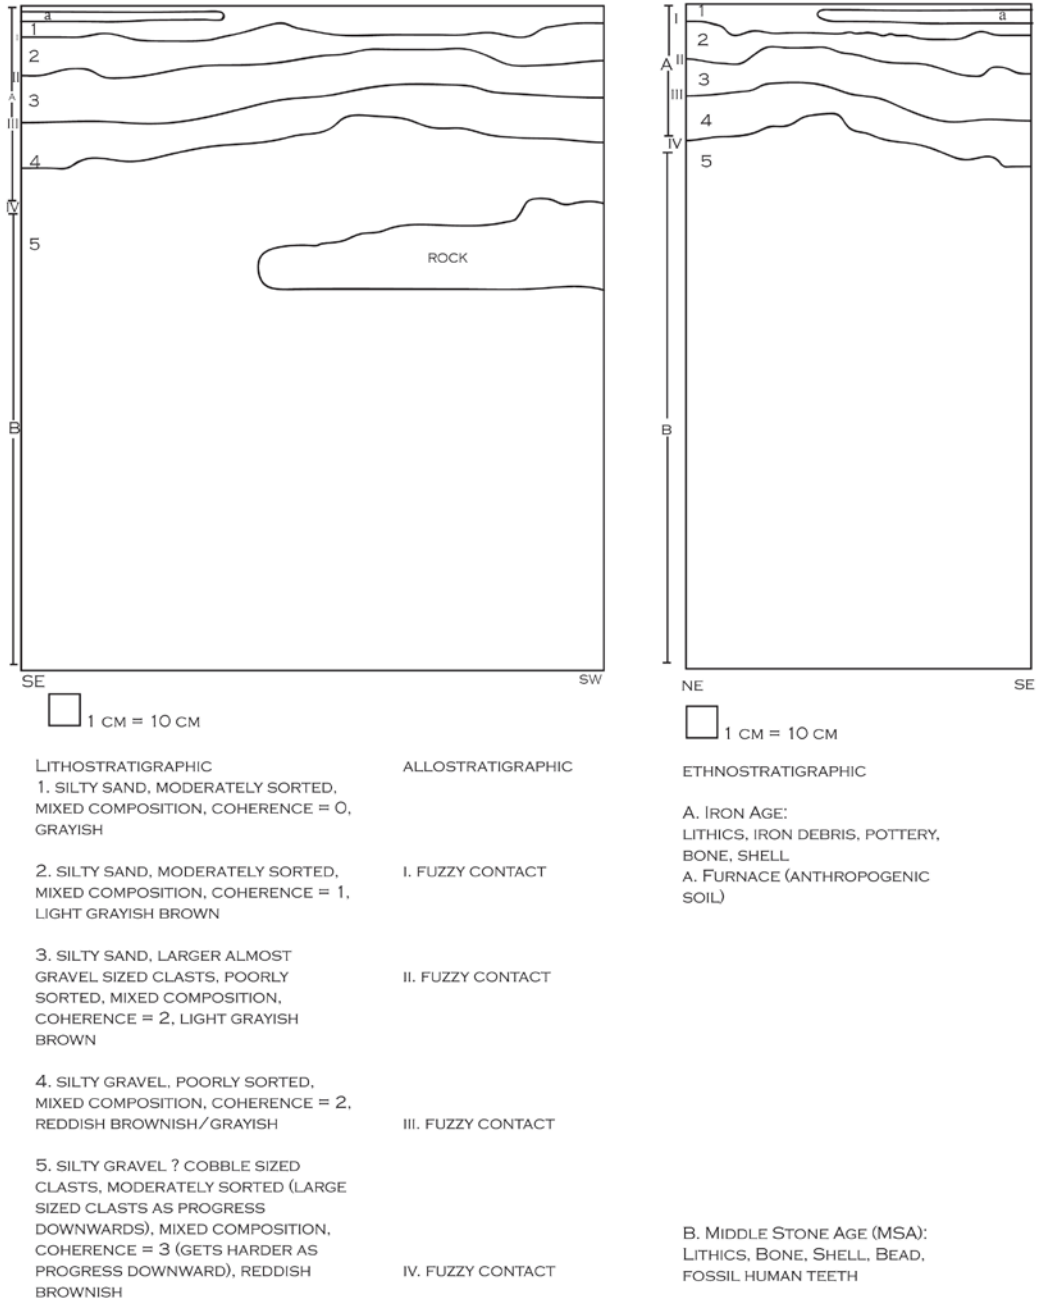 a
1
I
2
II
A
3
III
4
IV
5
ROCK
B
SE
SW
1 CM = 10 CM
1
a
I
2
A
II
3
III
4
IV
5
B
NE
SE
1 CM = 10 CM
LITHOSTRATIGRAPHIC
1. SILTY SAND, MODERATELY SORTED,
MIXED COMPOSITION, COHERENCE = 0,
GRAYISH
2. SILTY SAND, MODERATELY SORTED,
MIXED COMPOSITION, COHERENCE = 1,
LIGHT GRAYISH BROWN
3. SILTY SAND, LARGER ALMOST
GRAVEL SIZED CLASTS, POORLY
SORTED, MIXED COMPOSITION,
COHERENCE = 2, LIGHT GRAYISH
BROWN
4. SILTY GRAVEL, POORLY SORTED,
MIXED COMPOSITION, COHERENCE = 2,
REDDISH BROWNISH/GRAYISH
5. SILTY GRAVEL ? COBBLE SIZED
CLASTS, MODERATELY SORTED (LARGE
SIZED CLASTS AS PROGRESS
DOWNWARDS), MIXED COMPOSITION,
COHERENCE = 3 (GETS HARDER AS
PROGRESS DOWNWARD), REDDISH
BROWNISH
ALLOSTRATIGRAPHIC
I. FUZZY CONTACT
II. FUZZY CONTACT
III. FUZZY CONTACT
IV. FUZZY CONTACT
ETHNOSTRATIGRAPHIC
A. IRON AGE:
LITHICS, IRON DEBRIS, POTTERY,
BONE, SHELL
A. FURNACE (ANTHROPOGENIC
SOIL)
B. MIDDLE STONE AGE (MSA):
LITHICS, BONE, SHELL, BEAD,
FOSSIL HUMAN TEETH